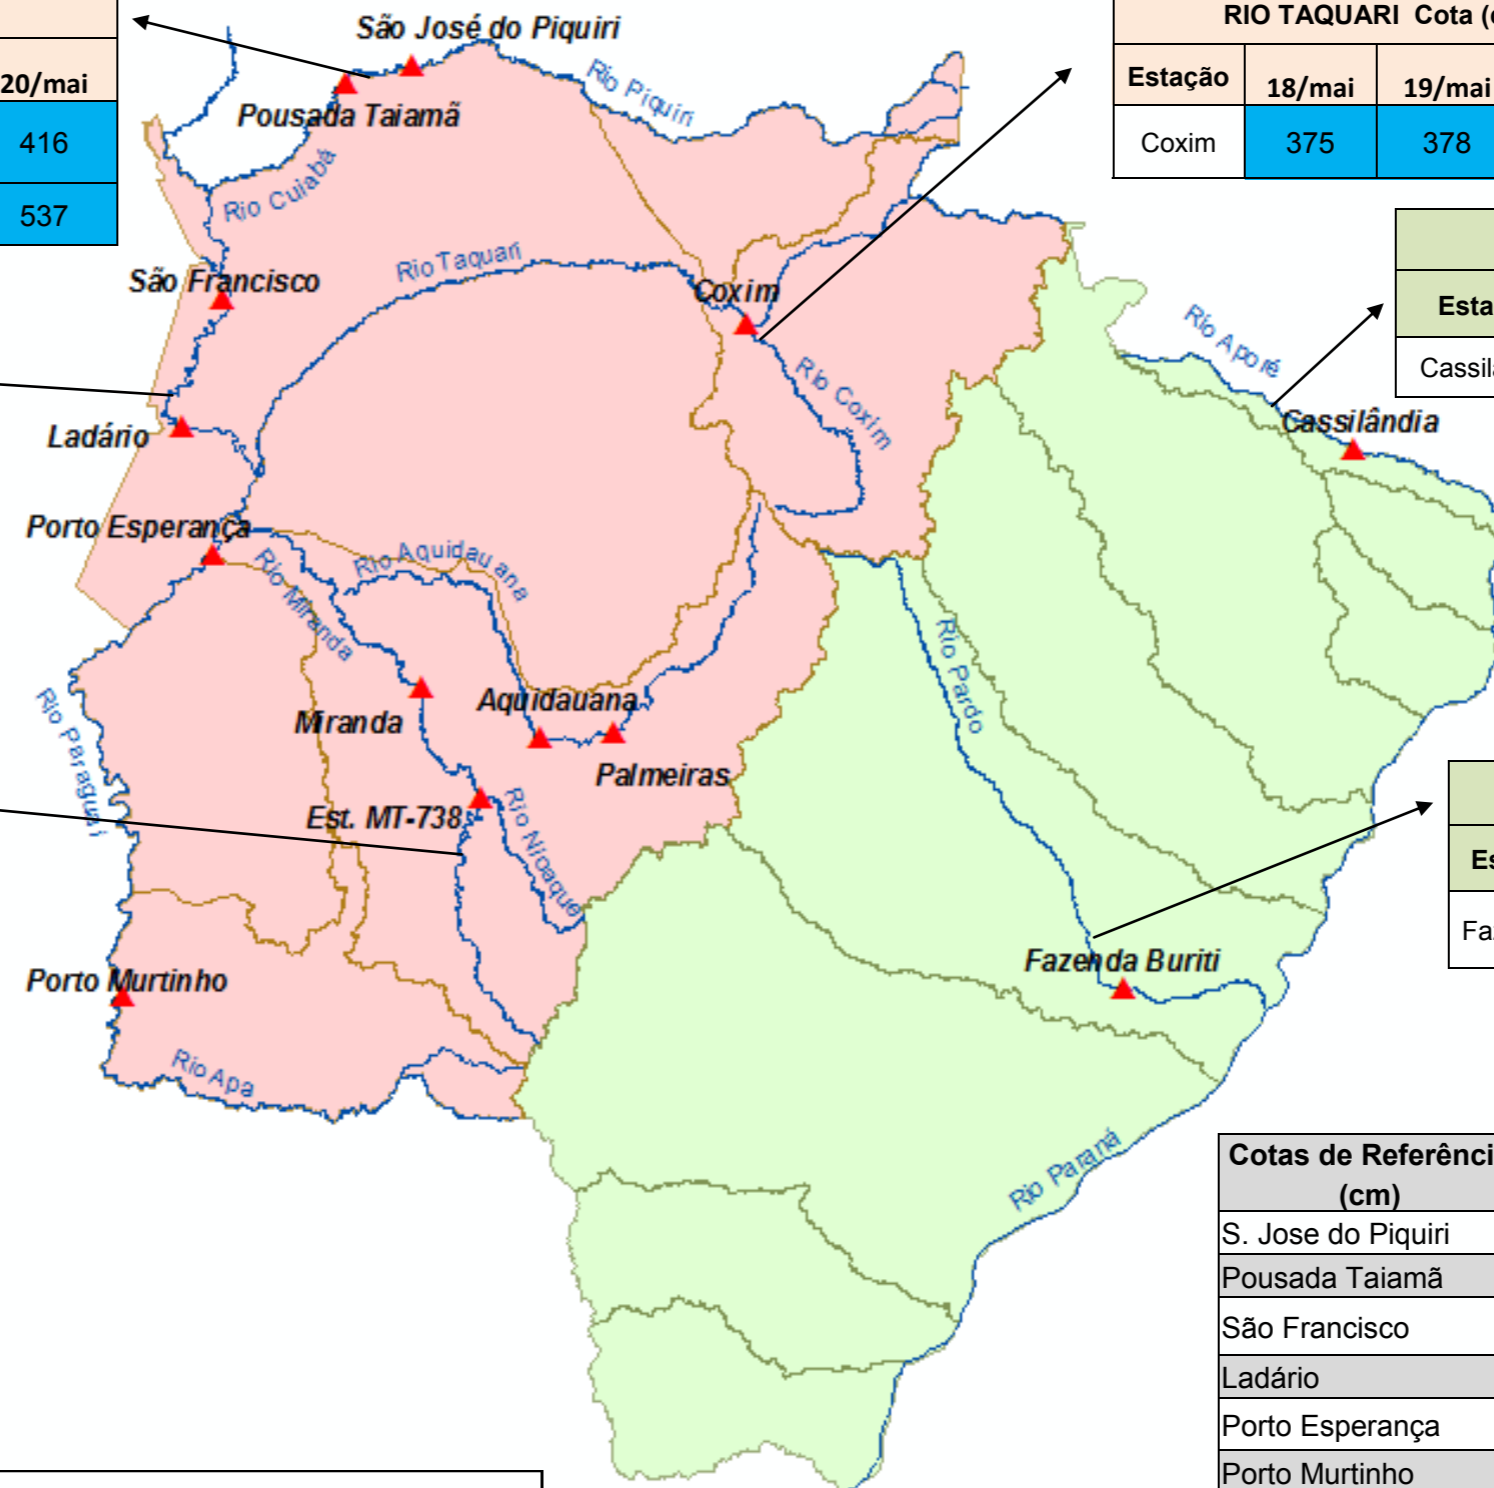 20/mai
416
537
São José do Piquiri
Pousada Taiamã
Rio Piquiri
Rio Cuiabá
RIO TAQUARI Cota (
Estação 18/mai 19/mai
Coxim 375 378
São Francisco
Rio Taquari
Coxim
Rio Coxim
Ladário
Porto Esperança
Rio Aporé
Esta
Cassil
Cassilândia
Rio Miranda
Rio Aquidauana
Rio Paraguai
Miranda
Aquidauana
Palmeiras
Est. MT-738
Rio Nioaque
Rio Pardo
Es
Fa
Fazenda Buriti
Porto Murtinho
Rio Apa
Rio Paraná
Cotas de Referênci
(cm)
S. Jose do Piquiri
Pousada Taiamã
São Francisco
Ladário
Porto Esperança
Porto Murtinho